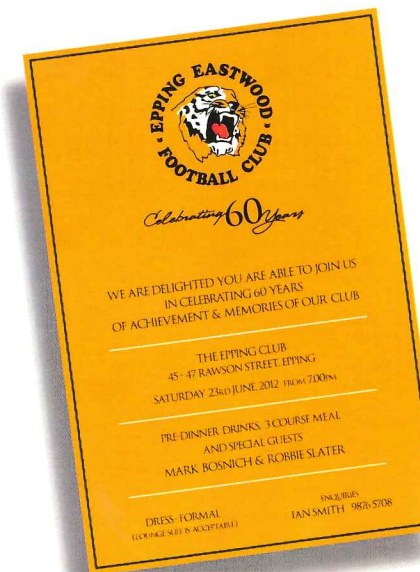 EPPING EASTWOOD
FOOTBALL CLUB
Celebrating 60 Years
WE ARE DELIGHTED YOU ARE ABLE TO JOIN US
IN CELEBRATING 60 YEARS
OF ACHIEVEMENT & MEMORIES OF OUR CLUB
THE EPPING CLUB
45 - 47 RAWSON STREET, EPPING
SATURDAY 23RD JUNE, 2012 FROM 7.00PM
PRE-DINNER DRINKS, 3 COURSE MEAL
AND SPECIAL GUESTS
MARK BOSNICH & ROBBIE SLATER
DRESS - FORMAL
(LOUNGE SUIT IS ACCEPTABLE)
ENQUIRIES
IAN SMITH 9876 5708